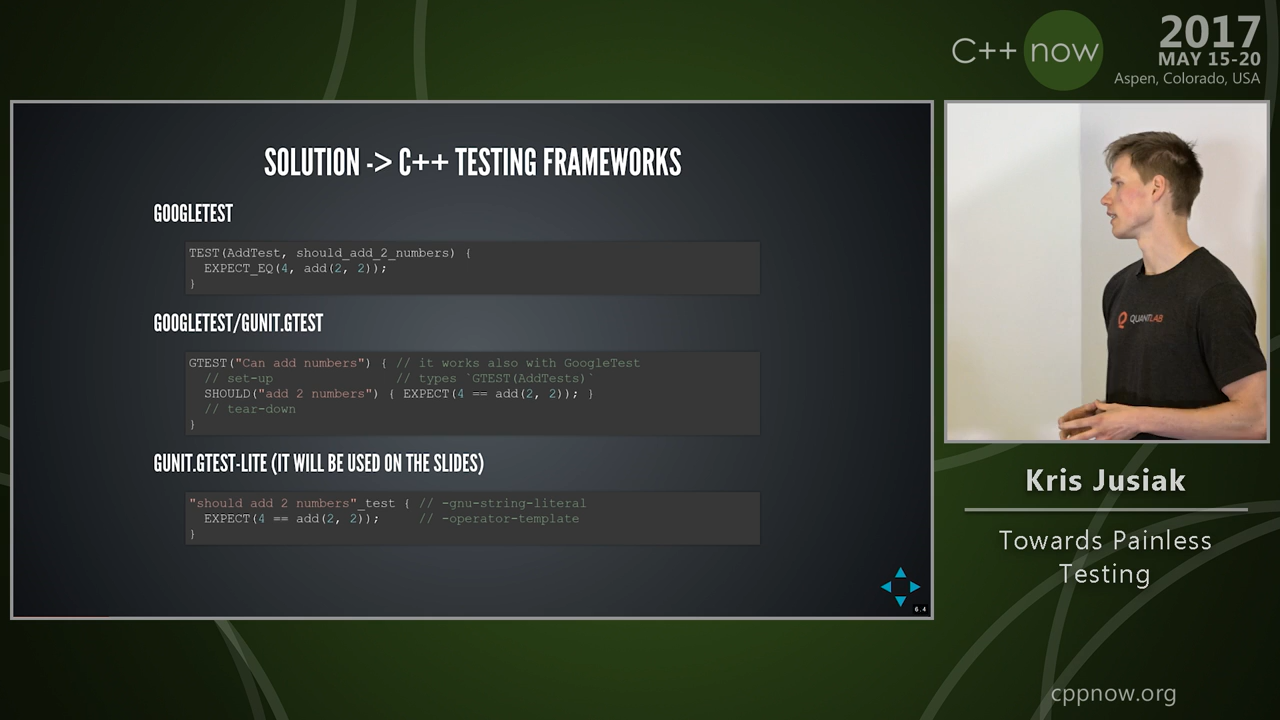 C++ now
2017
MAY 15-20
Aspen, Colorado, USA
SOLUTION -> C++ TESTING FRAMEWORKS
GOOGLETEST
TEST(AddTest, should_add_2_numbers) {
  EXPECT_EQ(4, add(2, 2));
}
GOOGLETEST/GUNIT.GTEST
GTEST("Can add numbers") { // it works also with GoogleTest
  // set-up                // types `GTEST(AddTests)`
  SHOULD("add 2 numbers") { EXPECT(4 == add(2, 2)); }
  // tear-down
}
GUNIT.GTEST-LITE (IT WILL BE USED ON THE SLIDES)
"should add 2 numbers"_test { // -gnu-string-literal
  EXPECT(4 == add(2, 2));     // -operator-template
}
6.4
QUANTLAB
Kris Jusiak
Towards Painless
Testing
cppnow.org